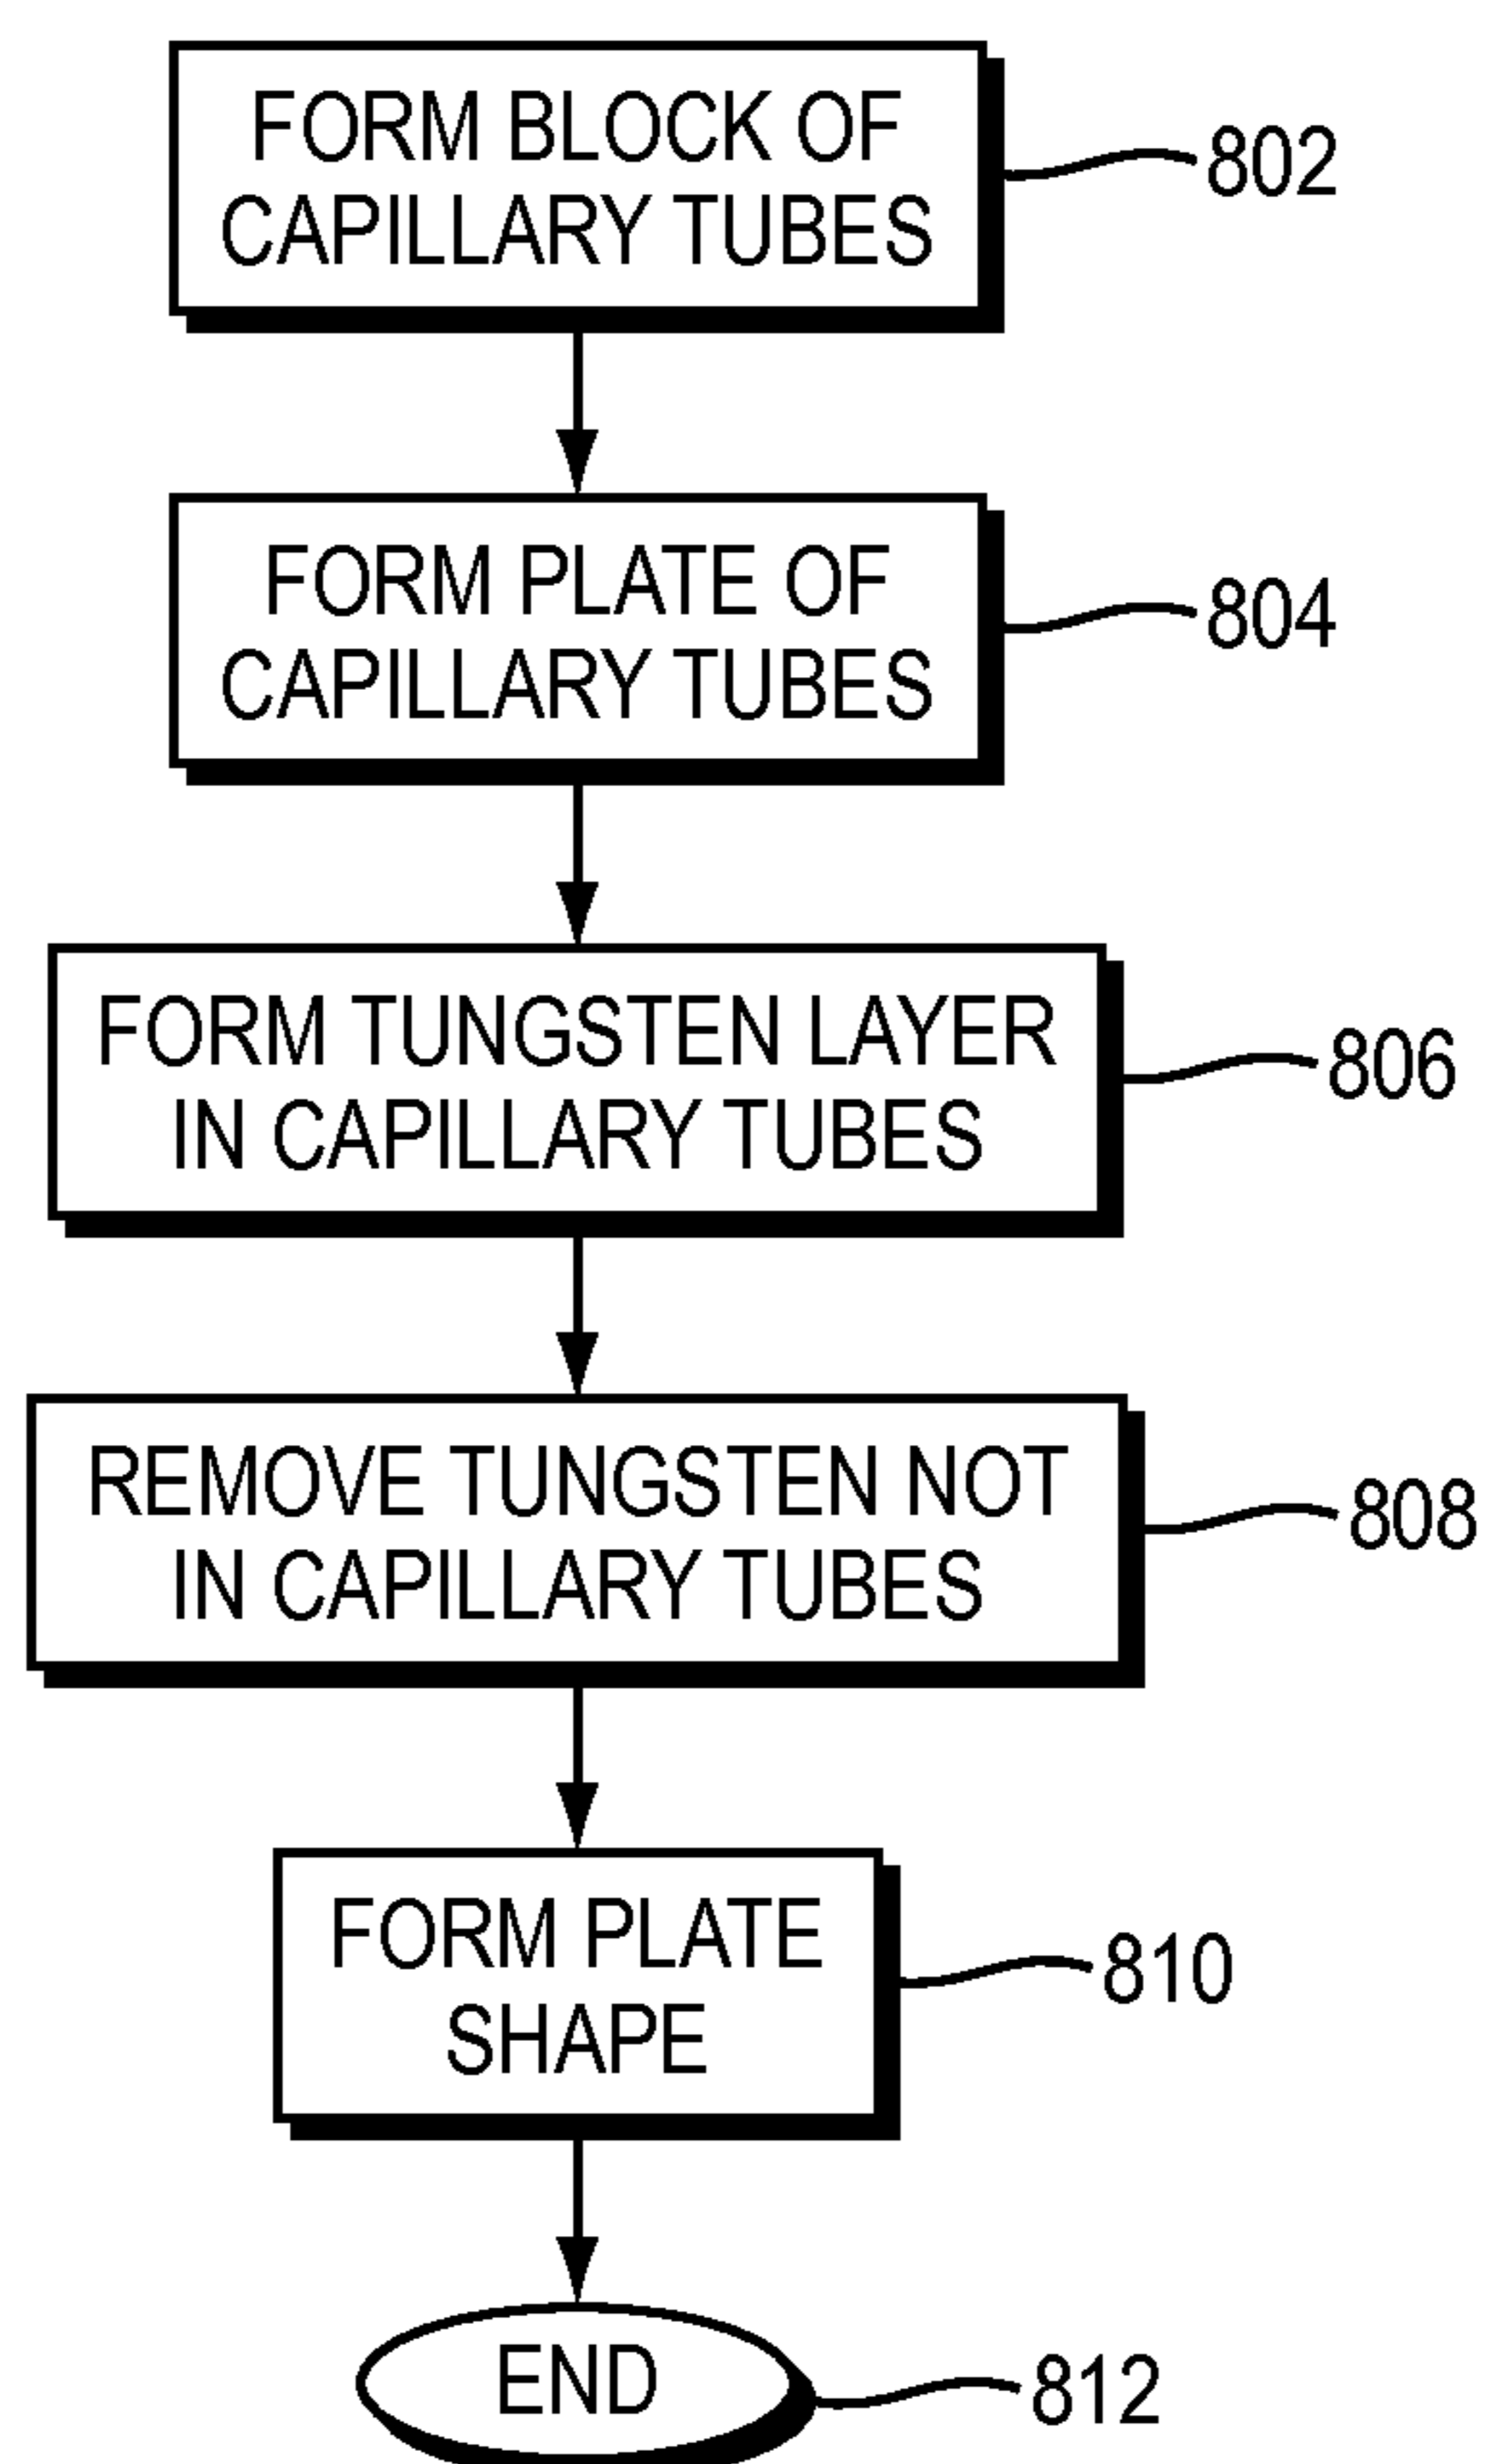 FORM BLOCK OF
CAPILLARY TUBES
802
FORM PLATE OF
CAPILLARY TUBES
804
FORM TUNGSTEN LAYER
IN CAPILLARY TUBES
806
REMOVE TUNGSTEN NOT
IN CAPILLARY TUBES
808
FORM PLATE
SHAPE
810
END
812